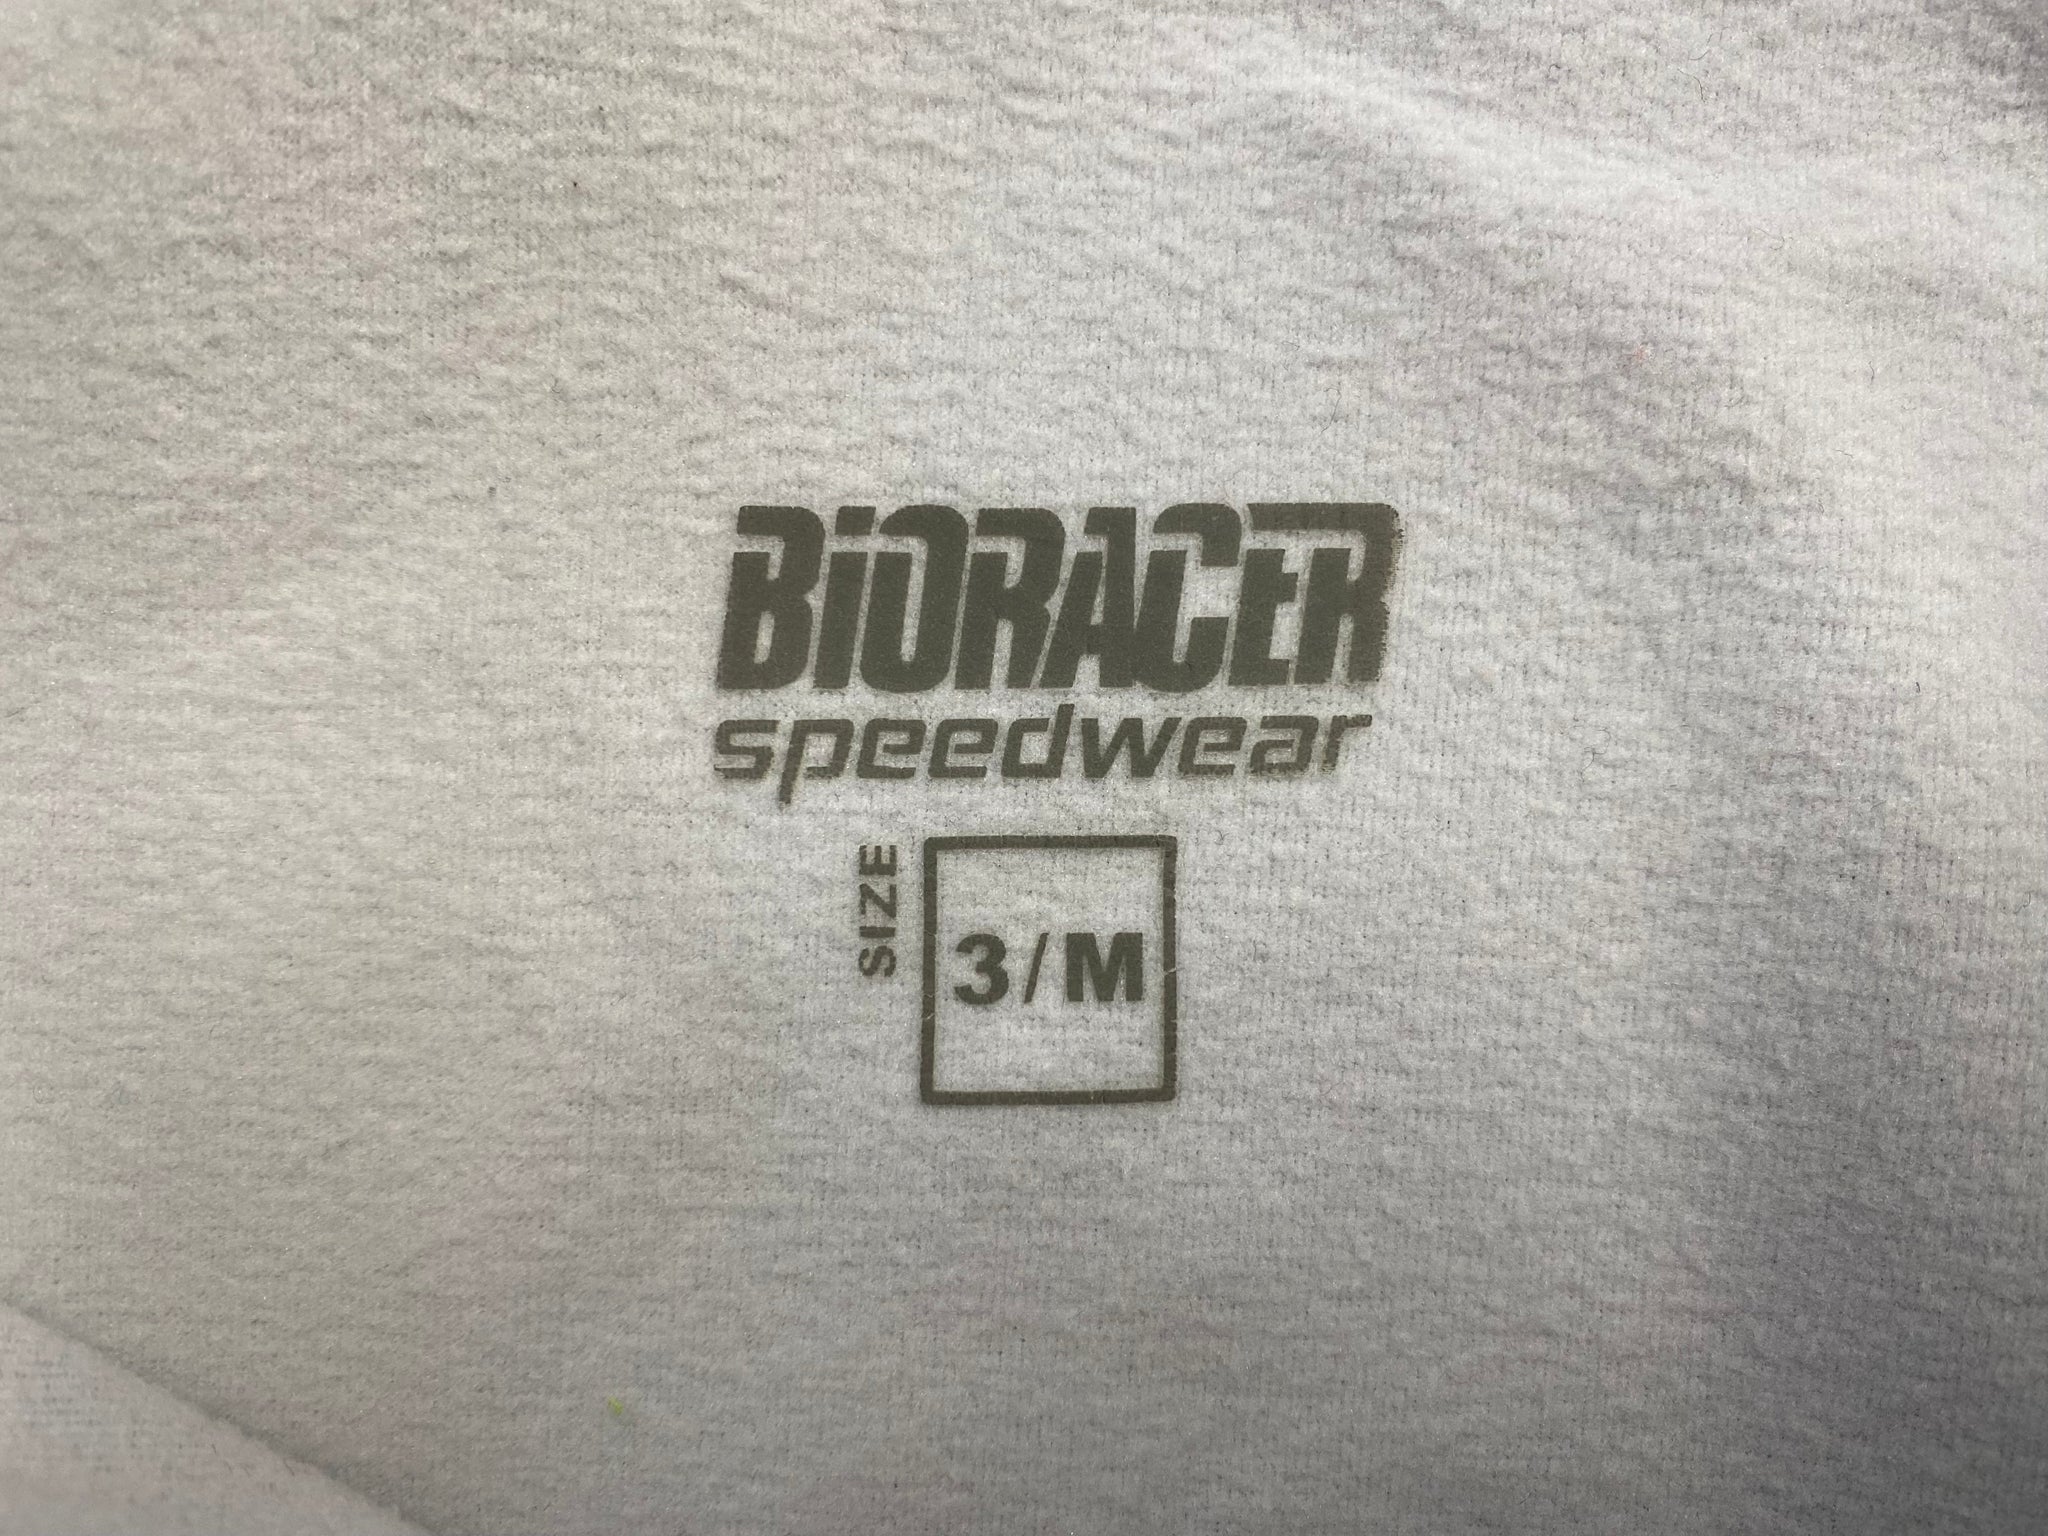 BiORACER
speedwear
SIZE
3/M